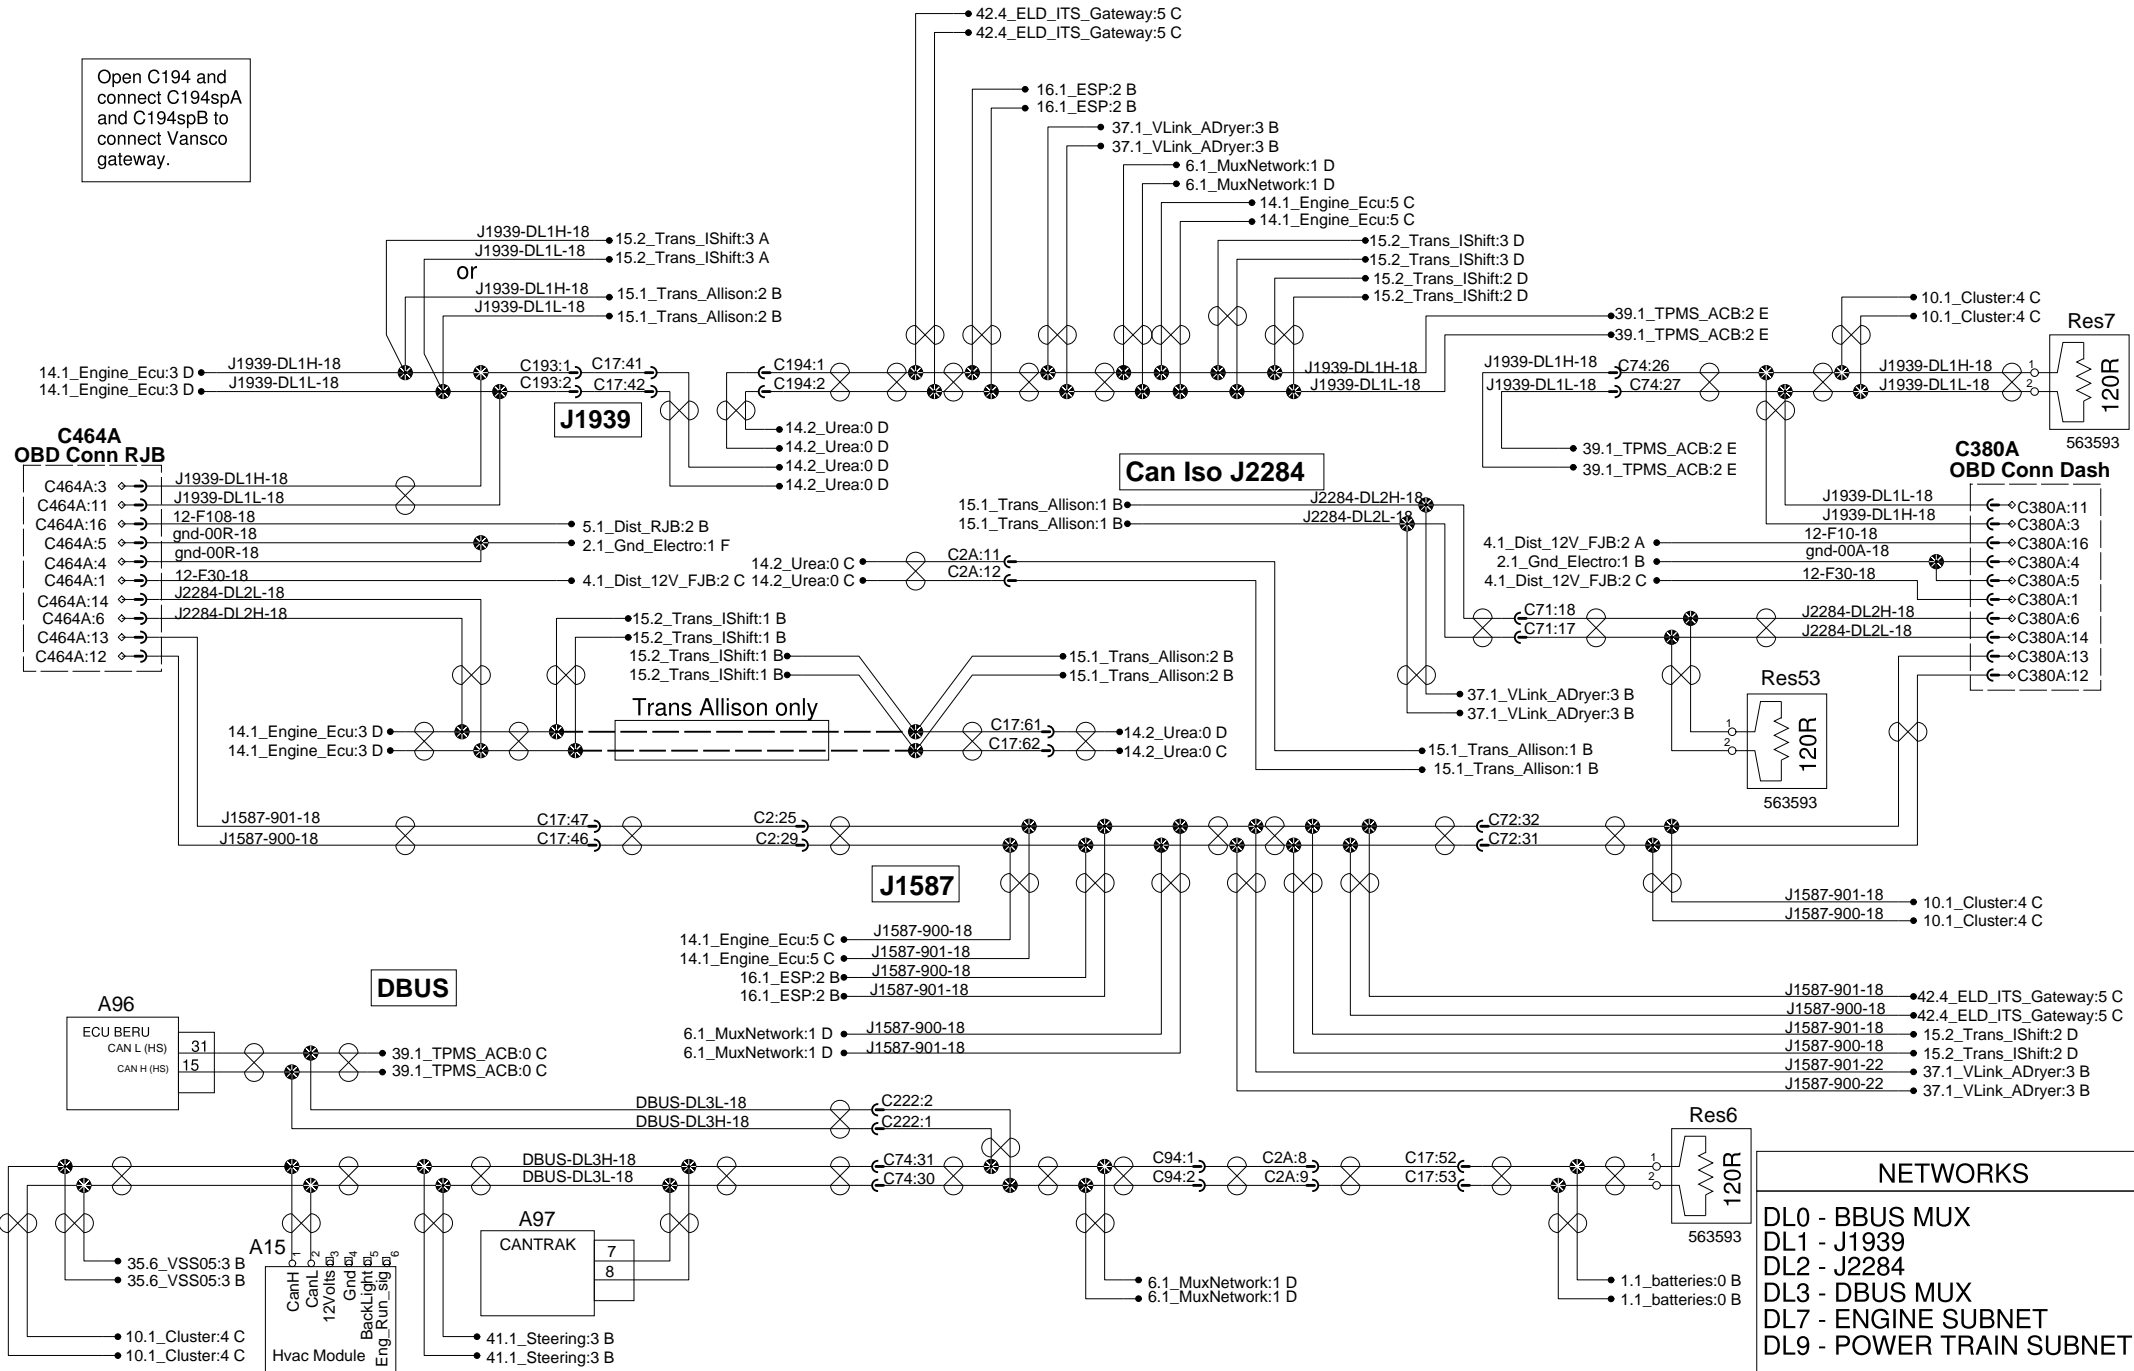 42.4_ELD_ITS_Gateway:5 C
42.4_ELD_ITS_Gateway:5 C
Open C194 and
connect C194spA
and C194spB to
connect Vansco
gateway.
16.1_ESP:2 B
16.1_ESP:2 B
37.1_VLink_ADryer:3 B
37.1_VLink_ADryer:3 B
6.1_MuxNetwork:1 D
6.1_MuxNetwork:1 D
14.1_Engine_Ecu:5 C
14.1_Engine_Ecu:5 C
J1939-DL1H-18 15.2_Trans_IShift:3 A
J1939-DL1L-18 15.2_Trans_IShift:3 A
or
J1939-DL1H-18 15.1_Trans_Allison:2 B
J1939-DL1L-18 15.1_Trans_Allison:2 B
15.2_Trans_IShift:3 D
15.2_Trans_IShift:3 D
15.2_Trans_IShift:2 D
15.2_Trans_IShift:2 D
39.1_TPMS_ACB:2 E
39.1_TPMS_ACB:2 E
10.1_Cluster:4 C
10.1_Cluster:4 C
Res7
14.1_Engine_Ecu:3 D J1939-DL1H-18 C193:1 C17:41 C194:1 J1939-DL1H-18 J1939-DL1H-18 C74:26 J1939-DL1H-18 1
14.1_Engine_Ecu:3 D J1939-DL1L-18 C193:2 C17:42 C194:2 J1939-DL1L-18 J1939-DL1L-18 C74:27 J1939-DL1L-18 2
120R
563593
J1939
14.2_Urea:0 D
14.2_Urea:0 D
14.2_Urea:0 D
14.2_Urea:0 D
39.1_TPMS_ACB:2 E
39.1_TPMS_ACB:2 E
C464A
OBD Conn RJB
C464A:3 J1939-DL1H-18
C464A:11 J1939-DL1L-18
C464A:16 12-F108-18 5.1_Dist_RJB:2 B
C464A:5 gnd-00R-18 2.1_Gnd_Electro:1 F
C464A:4
C464A:1 12-F30-18 4.1_Dist_12V_FJB:2 C
C464A:14 J2284-DL2L-18
C464A:6 J2284-DL2H-18
C464A:13
C464A:12
Can Iso J2284
15.1_Trans_Allison:1 B J2284-DL2H-18
15.1_Trans_Allison:1 B J2284-DL2L-18
14.2_Urea:0 C C2A:11
14.2_Urea:0 C C2A:12
C380A
OBD Conn Dash
J1939-DL1L-18 C380A:11
J1939-DL1H-18 C380A:3
4.1_Dist_12V_FJB:2 A 12-F10-18 C380A:16
2.1_Gnd_Electro:1 B gnd-00A-18 C380A:4
4.1_Dist_12V_FJB:2 C 12-F30-18 C380A:5
C380A:1
C71:18 J2284-DL2H-18 C380A:6
C71:17 J2284-DL2L-18 C380A:14
C380A:13
C380A:12
15.2_Trans_IShift:1 B
15.2_Trans_IShift:1 B
15.2_Trans_IShift:1 B
15.2_Trans_IShift:1 B
15.1_Trans_Allison:2 B
15.1_Trans_Allison:2 B
37.1_VLink_ADryer:3 B
37.1_VLink_ADryer:3 B
Res53
1
2
120R
563593
Trans Allison only
14.1_Engine_Ecu:3 D C17:61 14.2_Urea:0 D
14.1_Engine_Ecu:3 D C17:62 14.2_Urea:0 C
15.1_Trans_Allison:1 B
15.1_Trans_Allison:1 B
J1587-901-18 C17:47 C2:25 C72:32
J1587-900-18 C17:46 C2:29 C72:31
J1587
J1587-901-18 10.1_Cluster:4 C
J1587-900-18 10.1_Cluster:4 C
14.1_Engine_Ecu:5 C J1587-900-18
14.1_Engine_Ecu:5 C J1587-901-18
16.1_ESP:2 B J1587-900-18
16.1_ESP:2 B J1587-901-18
6.1_MuxNetwork:1 D J1587-900-18
6.1_MuxNetwork:1 D J1587-901-18
J1587-901-18 42.4_ELD_ITS_Gateway:5 C
J1587-900-18 42.4_ELD_ITS_Gateway:5 C
J1587-901-18 15.2_Trans_IShift:2 D
J1587-900-18 15.2_Trans_IShift:2 D
J1587-901-22 37.1_VLink_ADryer:3 B
J1587-900-22 37.1_VLink_ADryer:3 B
DBUS
A96
ECU BERU
CAN L (HS) 31 39.1_TPMS_ACB:0 C
CAN H (HS) 15 39.1_TPMS_ACB:0 C
DBUS-DL3L-18 C222:2
DBUS-DL3H-18 C222:1
DBUS-DL3H-18 C74:31 C94:1 C2A:8 C17:52 1
DBUS-DL3L-18 C74:30 C94:2 C2A:9 C17:53 2
Res6
120R
563593
35.6_VSS05:3 B
35.6_VSS05:3 B
10.1_Cluster:4 C
10.1_Cluster:4 C
A15
1 2 3 4 5 6
CanH
CanL
12Volts
Gnd
BackLight
Eng_Run_sig
Hvac Module
41.1_Steering:3 B
41.1_Steering:3 B
A97
CANTRAK
7
8
6.1_MuxNetwork:1 D
6.1_MuxNetwork:1 D
1.1_batteries:0 B
1.1_batteries:0 B
NETWORKS
DL0 - BBUS MUX
DL1 - J1939
DL2 - J2284
DL3 - DBUS MUX
DL7 - ENGINE SUBNET
DL9 - POWER TRAIN SUBNET